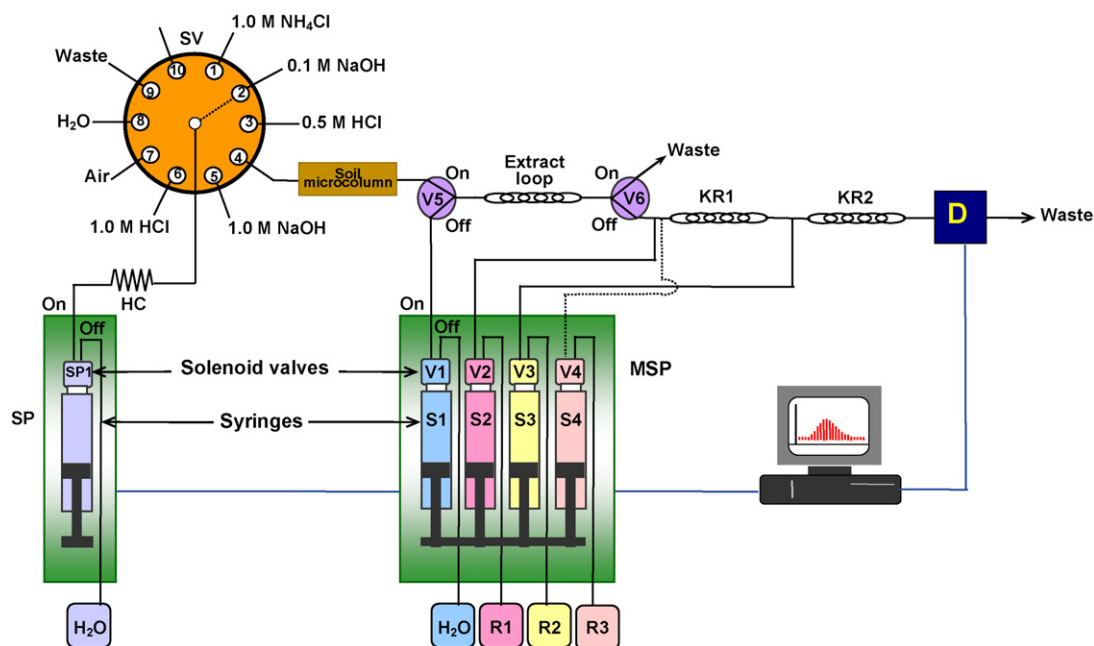 1.0 M NH₄Cl
SV
Waste
0.1 M NaOH
10
1
9
2
H₂O
8
3
0.5 HCl
7
4
Air
6
5
1.0 M HCl
1.0 M NaOH
Soil
microcolumn
On
V5
Off
Extract
loop
On
V6
Off
Waste
KR1
KR2
D
Waste
HC
On
Off
SP1
SP
Solenoid valves
Syringes
On
Off
V1
V2
V3
V4
MSP
S1
S2
S3
S4
H₂O
H₂O
R1
R2
R3